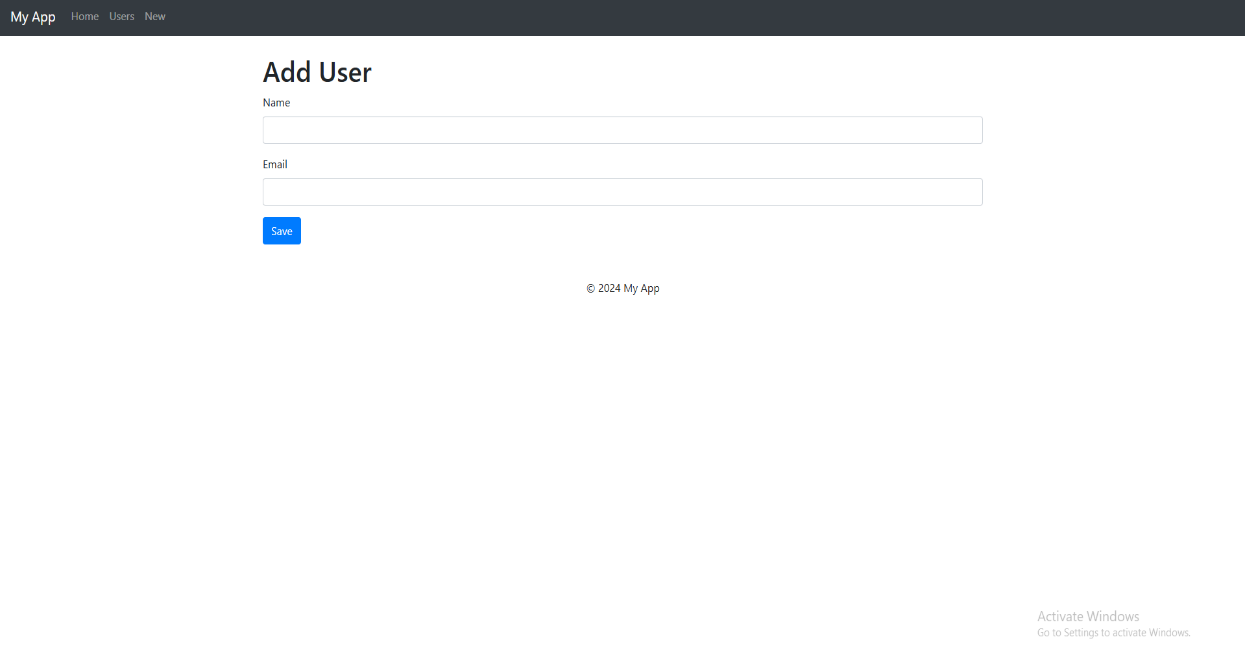 My App Home Users New
Add User
Name
Email
Save
© 2024 My App
Activate Windows
Go to Settings to activate Windows.